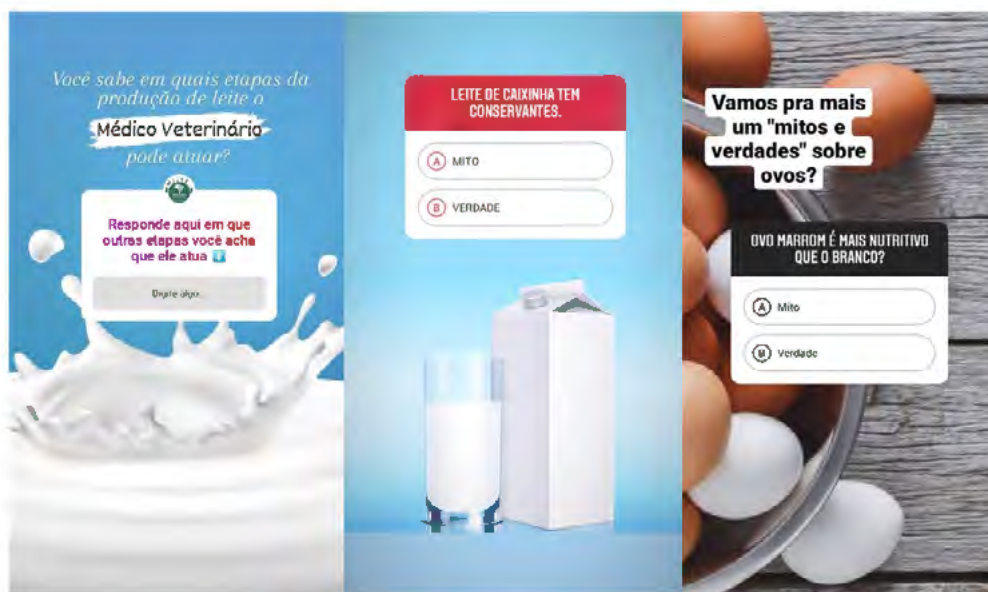 Você sabe em quais etapas da
produção de leite o
Médico Veterinário
pode atuar?
Responde aqui em que
outras etapas você acha
que ele atua
Digite algo...
LEITE DE CAIXINHA TEM
CONSERVANTES.
A MITO
B VERDADE
Vamos pra mais
um "mitos e
verdades" sobre
ovos?
OVO MARROM É MAIS NUTRITIVO
QUE O BRANCO?
A Mito
B Verdade